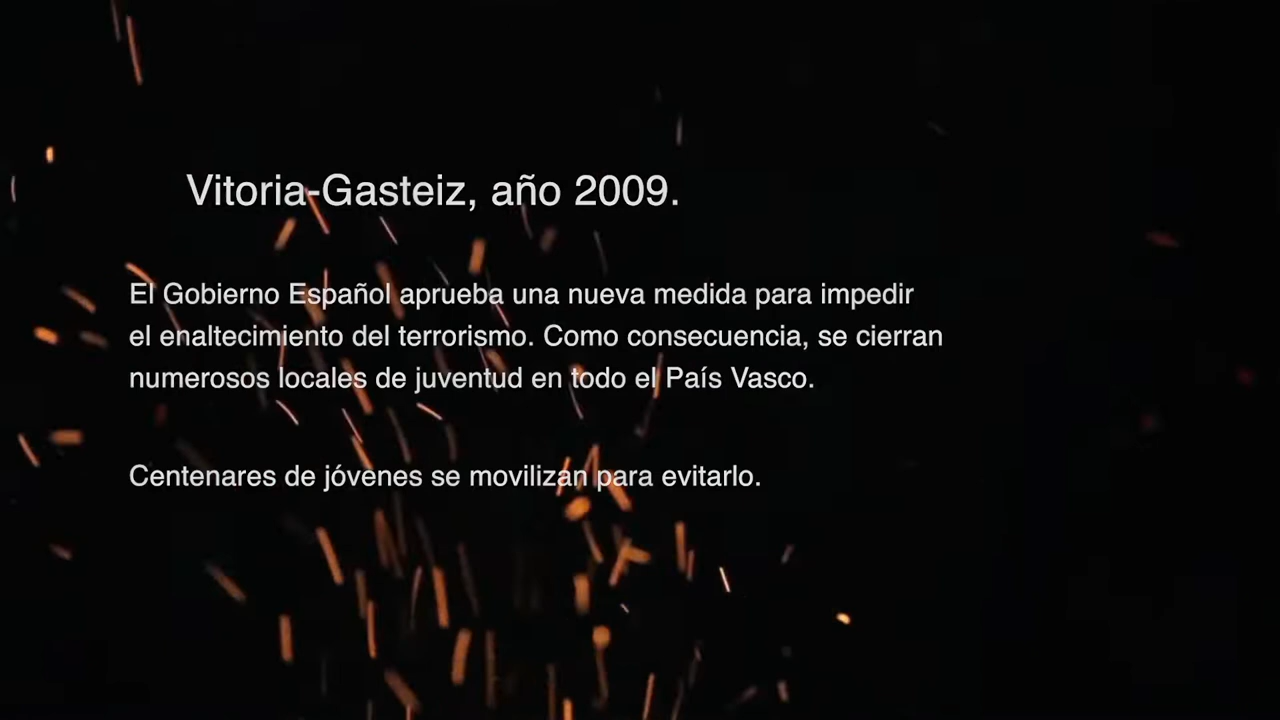 Vitoria-Gasteiz, año 2009.
El Gobierno Español aprueba una nueva medida para impedir
el enaltecimiento del terrorismo. Como consecuencia, se cierran
numerosos locales de juventud en todo el País Vasco.
Centenares de jóvenes se movilizan para evitarlo.